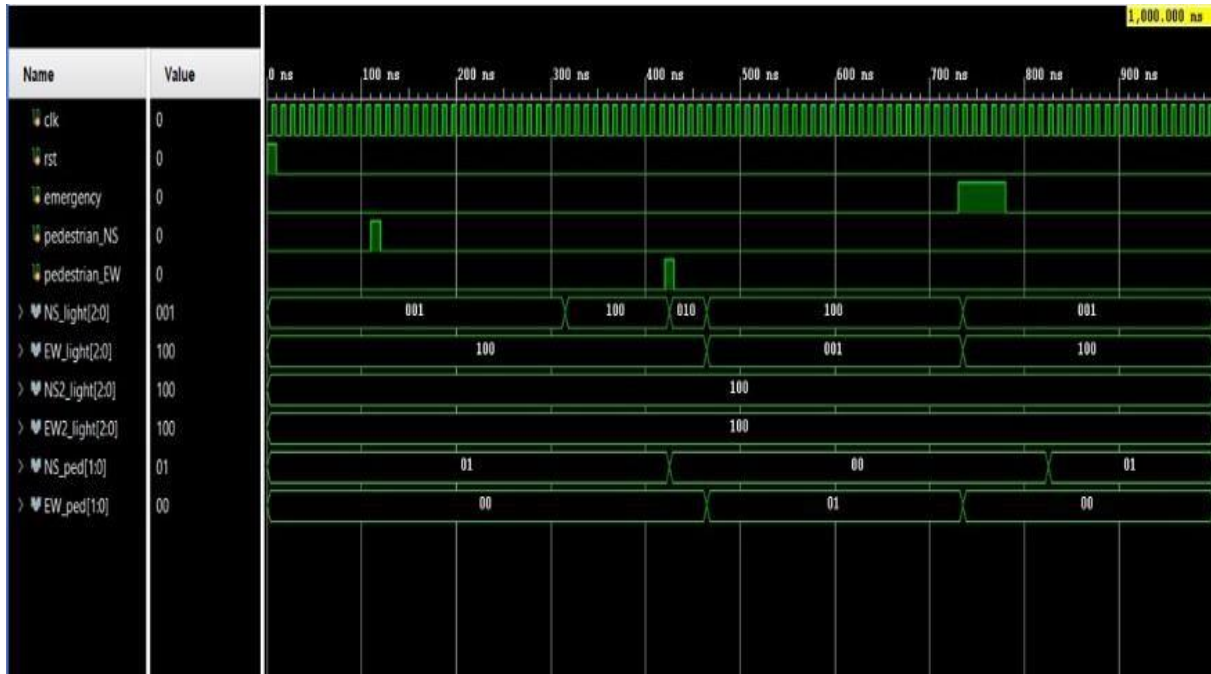 1,000.000 ns
Name Value 0 ns 100 ns 200 ns 300 ns 400 ns 500 ns 600 ns 700 ns 800 ns 900 ns
clk 0
rst 0
emergency 0
pedestrian_NS 0
pedestrian_EW 0
NS_light[2:0] 001 001 100 010 100 001
EW_light[2:0] 100 100 001 100
NS2_light[2:0] 100 100
EW2_light[2:0] 100 100
NS_ped[1:0] 01 01 00 01
EW_ped[1:0] 00 00 01 00